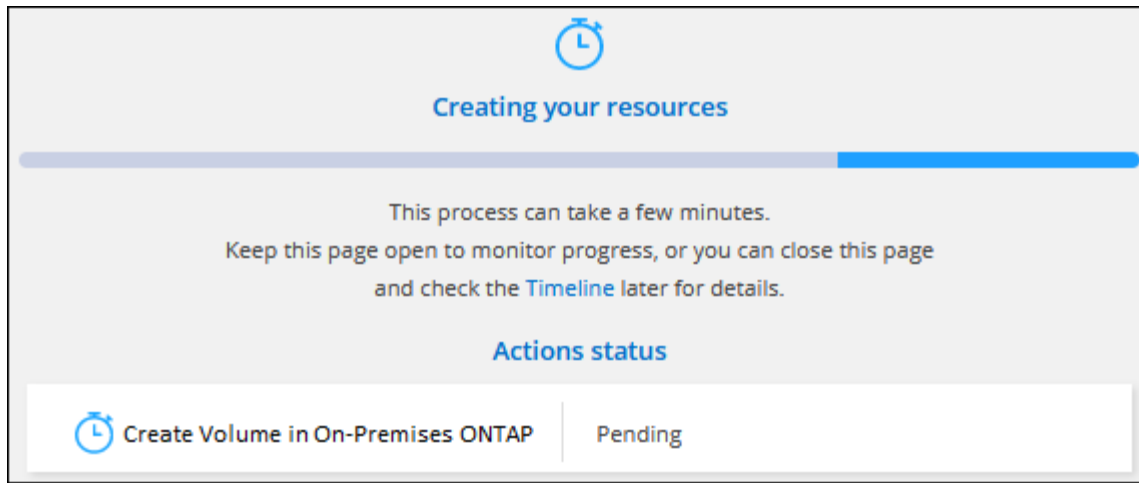 Creating your resources
This process can take a few minutes.
Keep this page open to monitor progress, or you can close this page
and check the Timeline later for details.
Actions status
Create Volume in On-Premises ONTAP
Pending